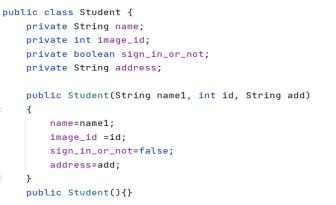 public class Student {
    private String name;
    private int image_id;
    private boolean sign_in_or_not;
    private String address;
    public Student(String name1, int id, String add)
    {
        name=name1;
        image_id =id;
        sign_in_or_not=false;
        address=add;
    }
    public Student(){}